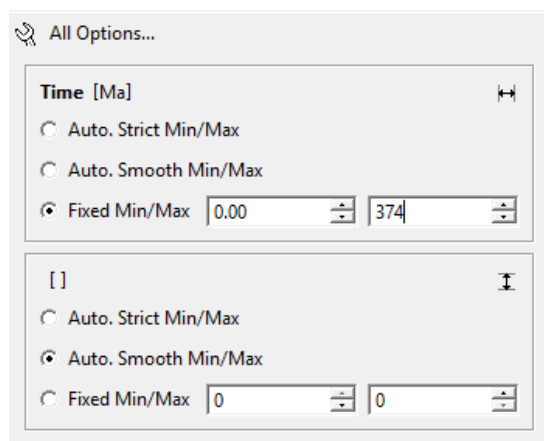 All Options...
Time [Ma]
Auto. Strict Min/Max
Auto. Smooth Min/Max
Fixed Min/Max 0.00 374
[ ]
Auto. Strict Min/Max
Auto. Smooth Min/Max
Fixed Min/Max 0 0